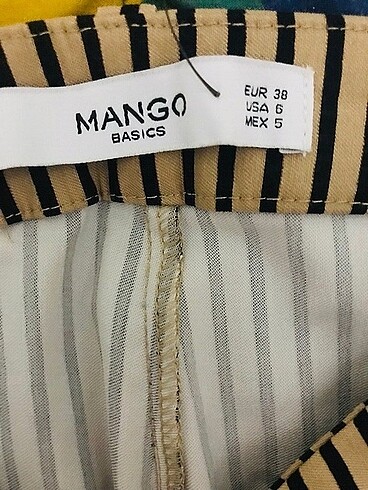 MANGO
BASICS
EUR 38
USA 6
MEX 5